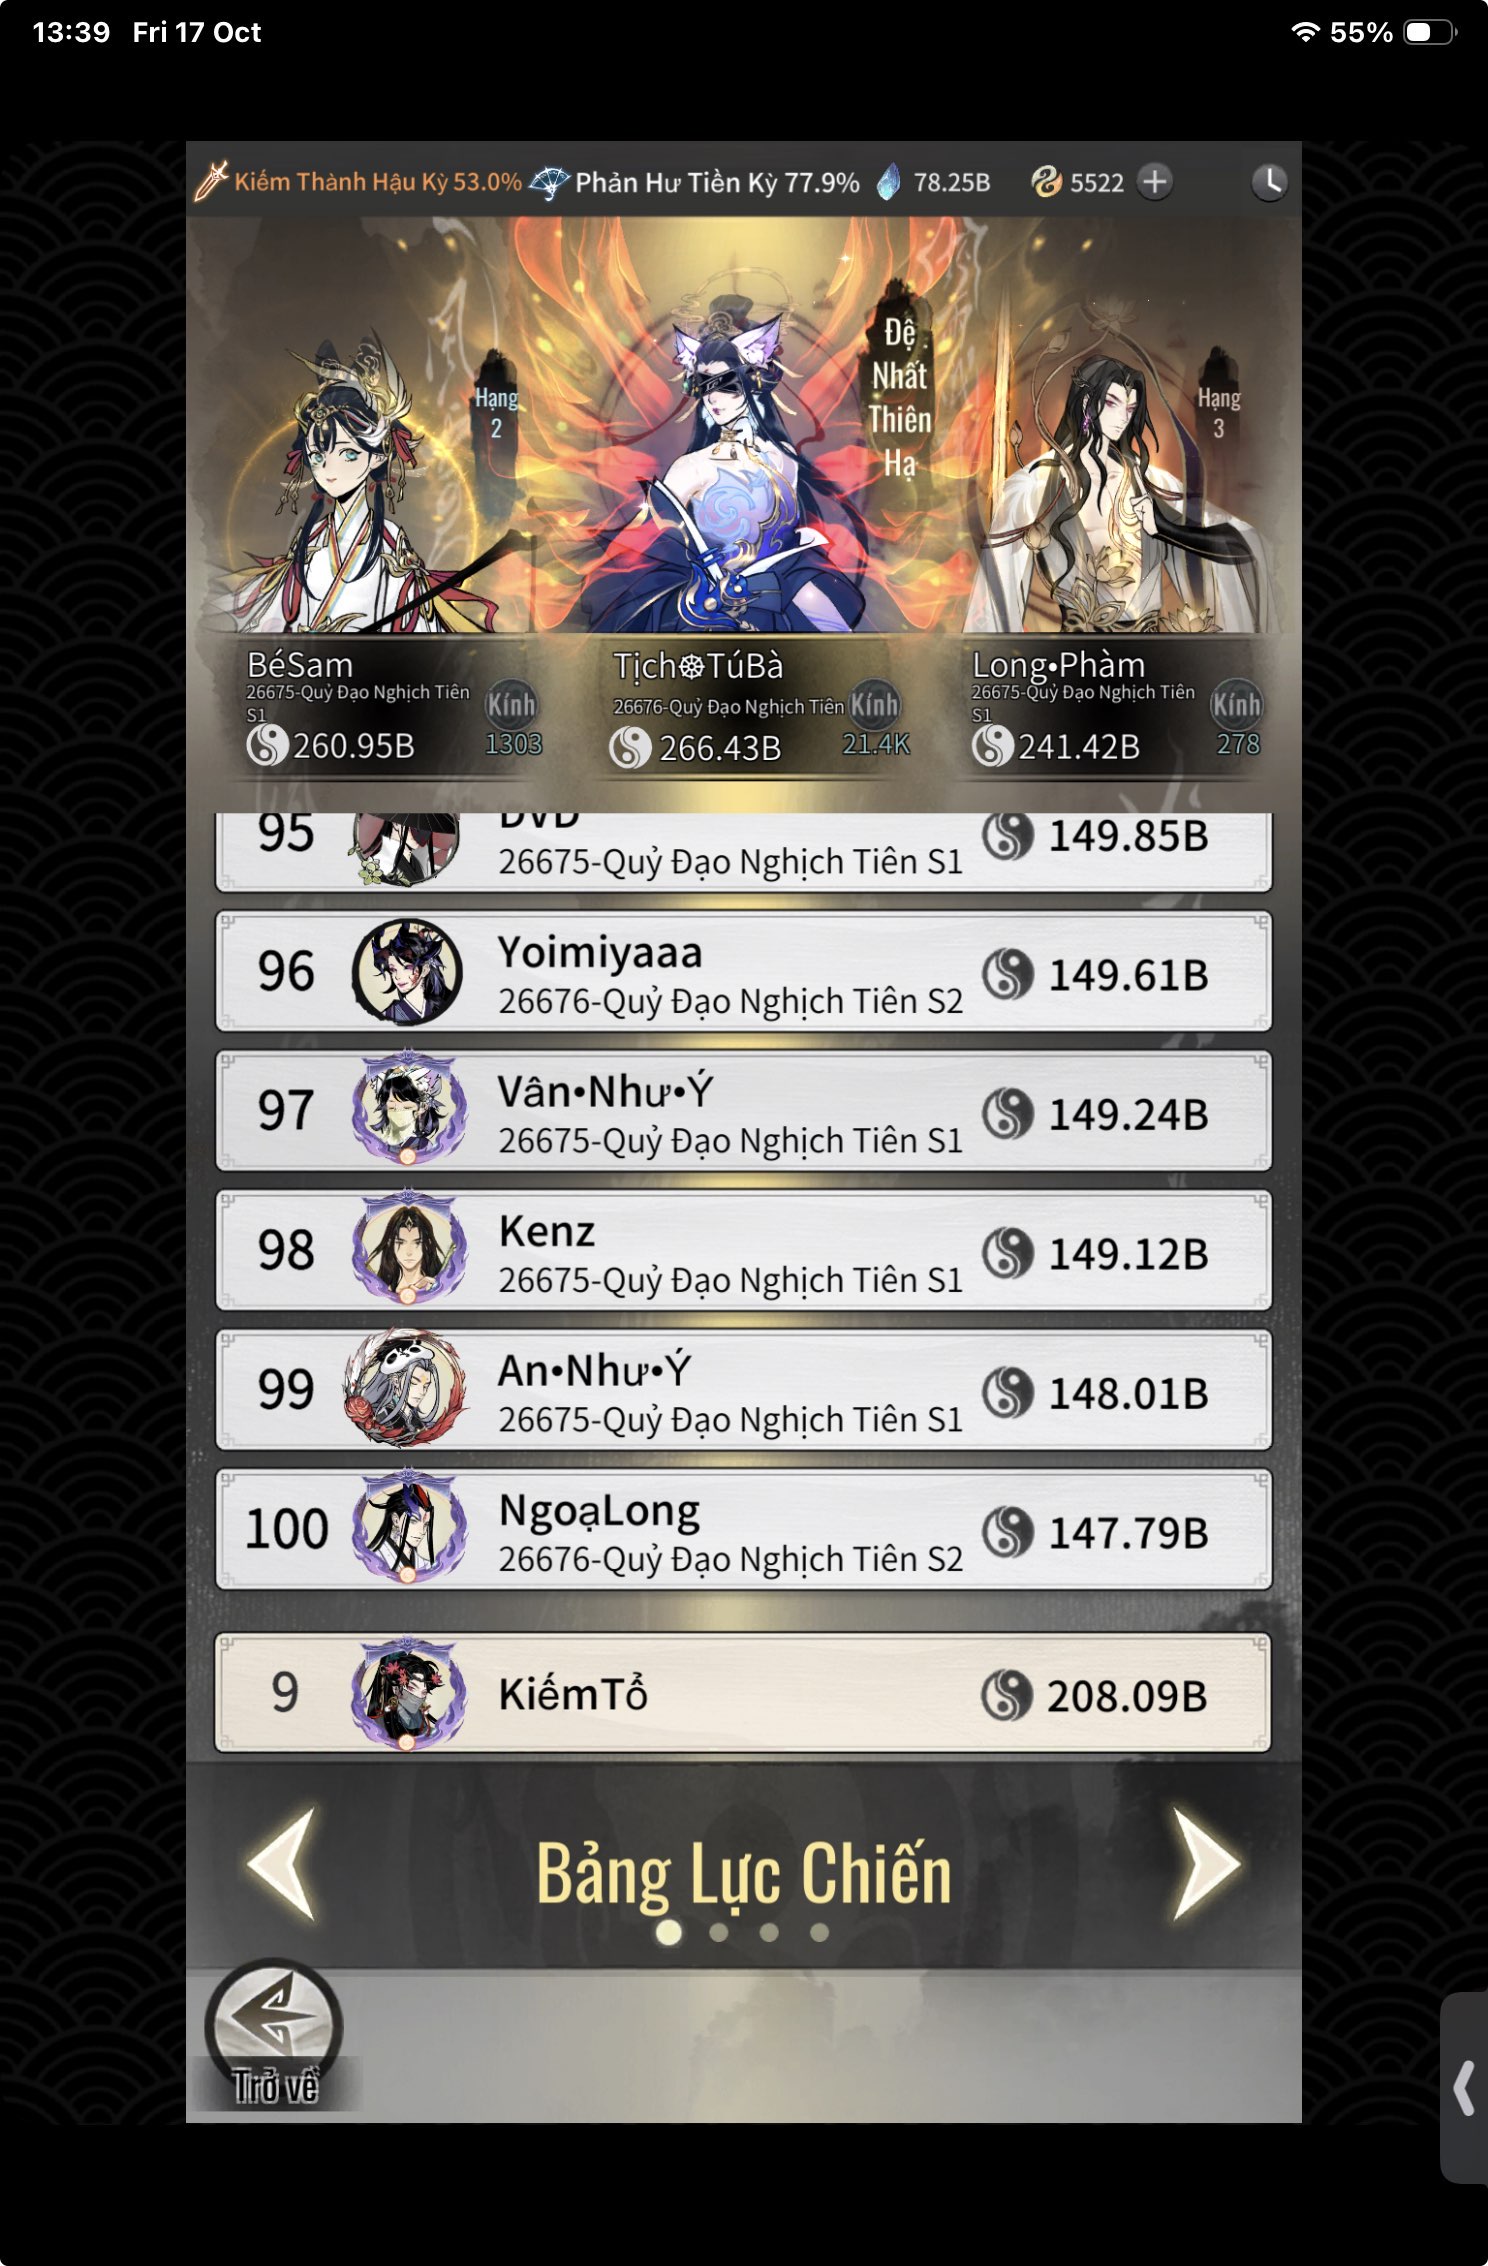 13:39 Fri 17 Oct
55%
Kiếm Thành Hậu Kỳ 53.0% Phản Hư Tiền Kỳ 77.9% 78.25B 5522
Đệ
Nhất
Thiên
Hạ
Hạng
2
Hạng
3
BéSam
26675-Quỷ Đạo Nghịch Tiên
S1
Kính
260.95B
1303
Tịch☸TúBà
26676-Quỷ Đạo Nghịch Tiên
Kính
266.43B
21.4K
Long•Phàm
26675-Quỷ Đạo Nghịch Tiên
S1
Kính
241.42B
278
95 DVD 149.85B
26675-Quỷ Đạo Nghịch Tiên S1
96 Yoimiyaaa 149.61B
26676-Quỷ Đạo Nghịch Tiên S2
97 Vân•Như•Ý 149.24B
26675-Quỷ Đạo Nghịch Tiên S1
98 Kenz 149.12B
26675-Quỷ Đạo Nghịch Tiên S1
99 An•Như•Ý 148.01B
26675-Quỷ Đạo Nghịch Tiên S1
100 NgoạLong 147.79B
26676-Quỷ Đạo Nghịch Tiên S2
9 KiếmTổ 208.09B
Bảng Lực Chiến
Trở về